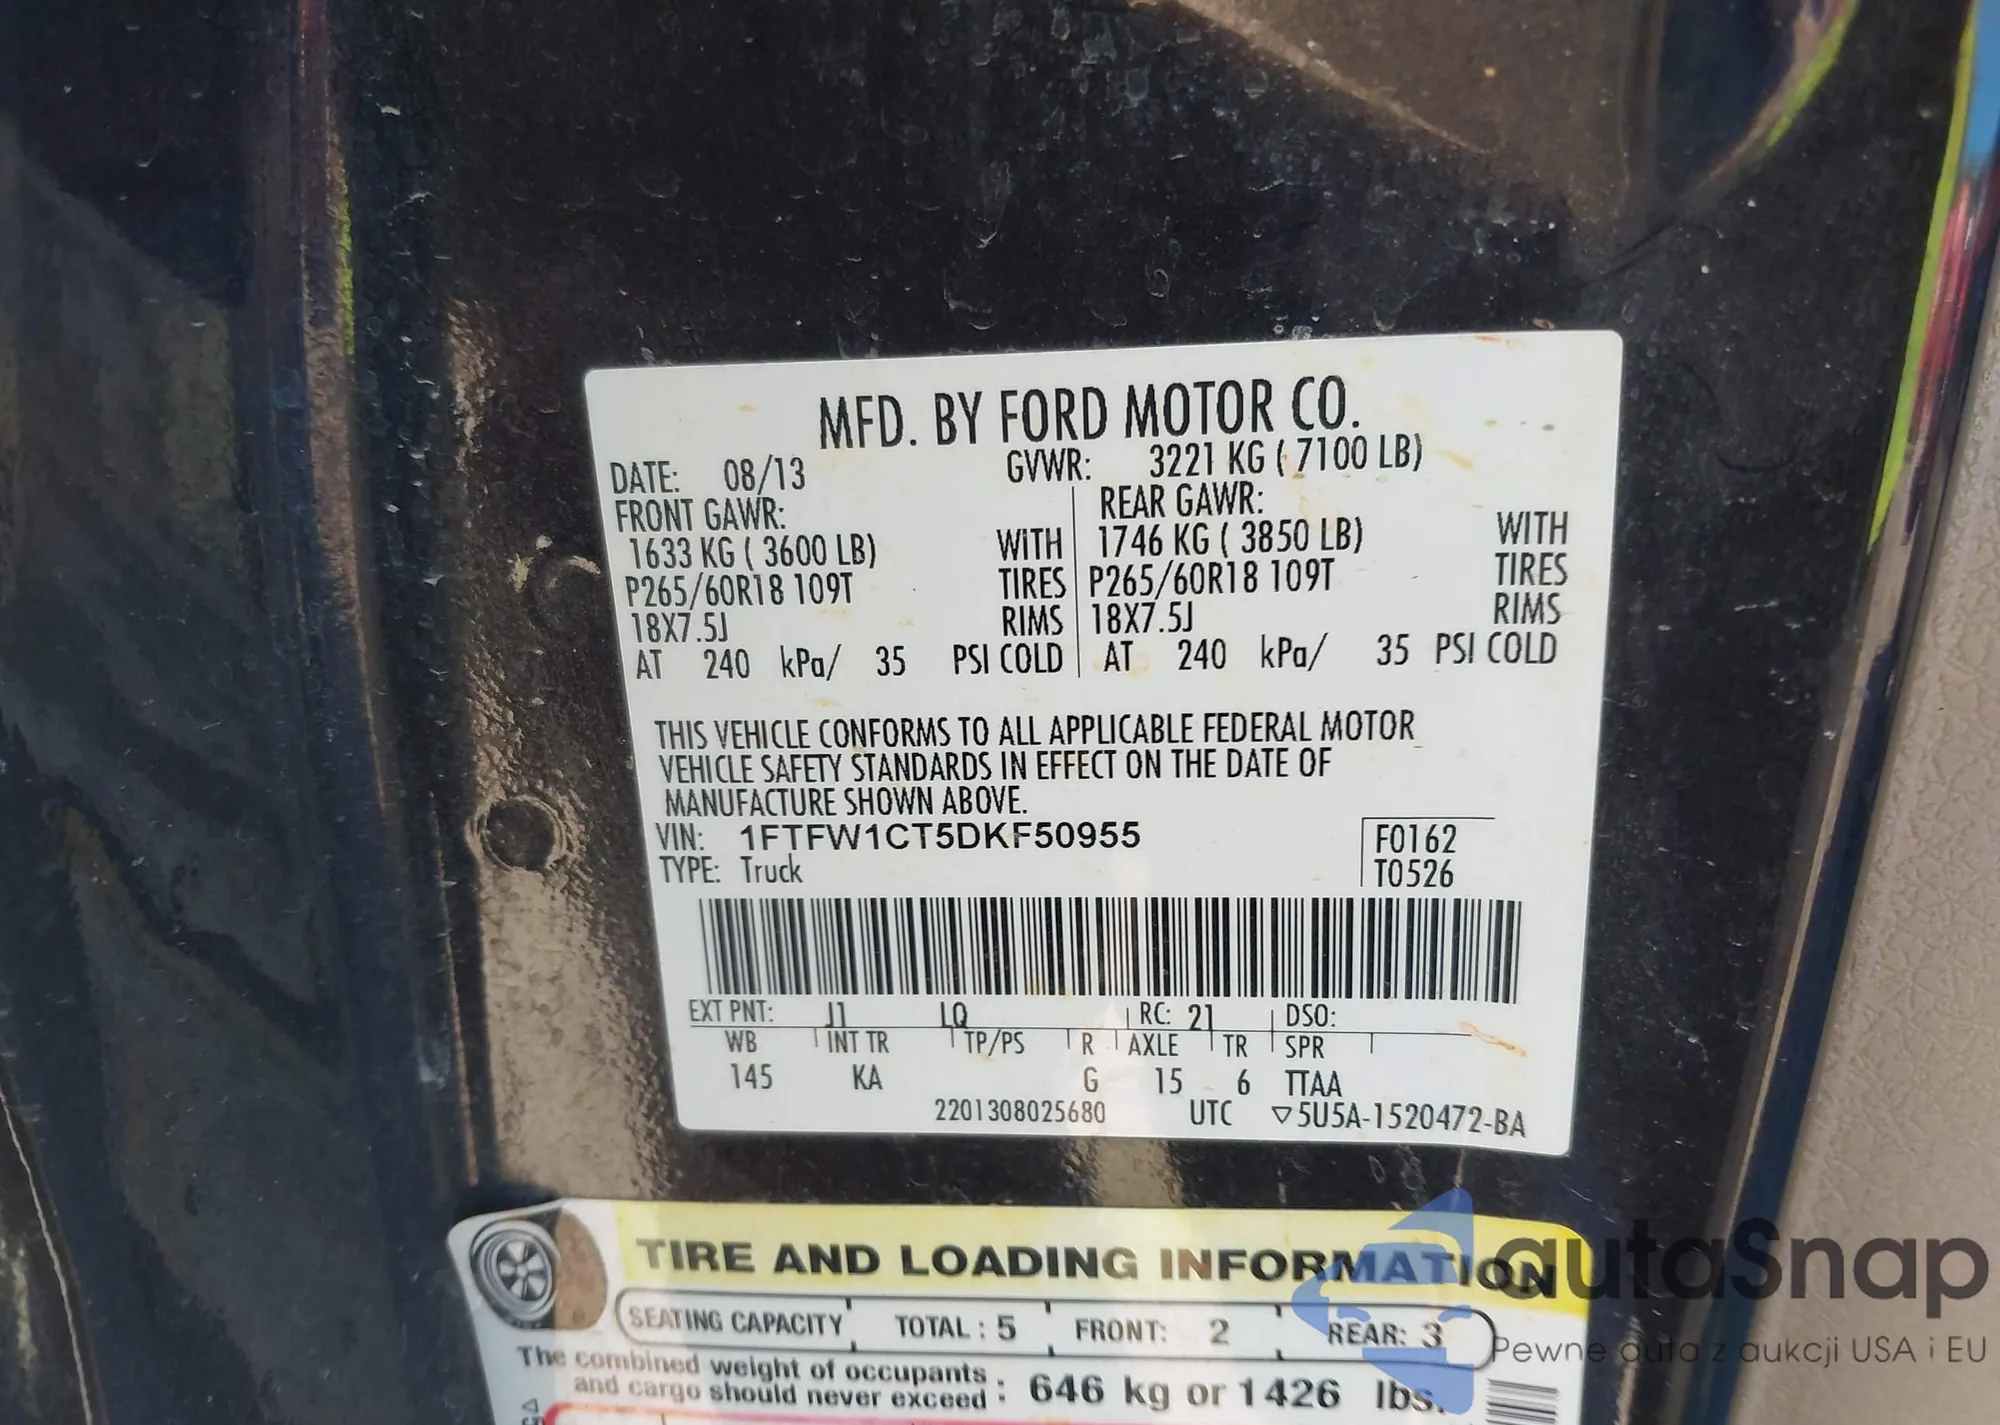 MFD. BY FORD MOTOR CO.
DATE: 08/13 GVWR: 3221 KG ( 7100 LB)
FRONT GAWR: REAR GAWR:
1633 KG ( 3600 LB) WITH 1746 KG ( 3850 LB) WITH
P265/60R18 109T TIRES P265/60R18 109T TIRES
18X7.5J RIMS 18X7.5J RIMS
AT 240 kPa/ 35 PSI COLD AT 240 kPa/ 35 PSI COLD
THIS VEHICLE CONFORMS TO ALL APPLICABLE FEDERAL MOTOR
VEHICLE SAFETY STANDARDS IN EFFECT ON THE DATE OF
MANUFACTURE SHOWN ABOVE.
VIN: 1FTFW1CT5DKF50955 F0162
TYPE: Truck T0526
EXT PNT: J1 LQ RC: 21 DSO:
WB INT TR TP/PS R AXLE TR SPR
145 KA G 15 6 TTAA
2201308025680 UTC ▽5U5A-1520472-BA
TIRE AND LOADING INFORMATION
SEATING CAPACITY TOTAL : 5 FRONT: 2 REAR: 3
The combined weight of occupants
and cargo should never exceed : 646 kg or 1426 lbs.
autaSnap
Pewne auta z aukcji USA i EU